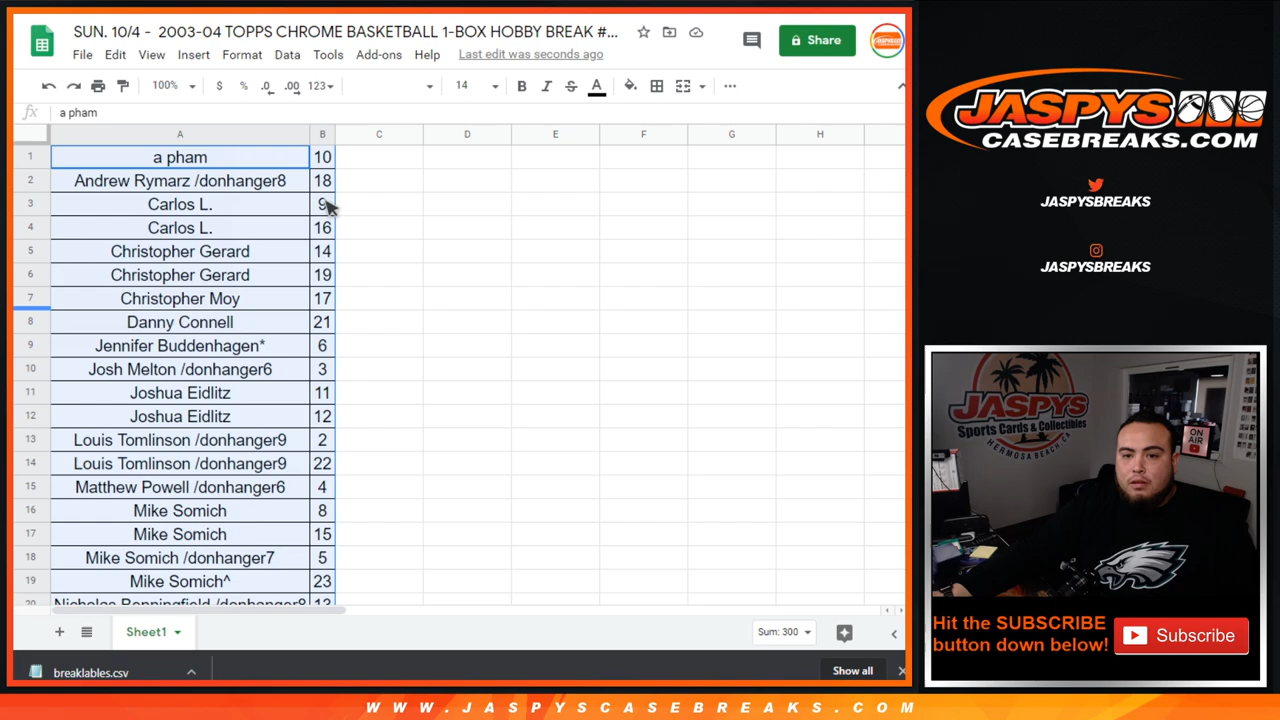 SUN. 10/4 - 2003-04 TOPPS CHROME BASKETBALL 1-BOX HOBBY BREAK #...
File Edit View Insert Format Data Tools Add-ons Help Last edit was seconds ago
Share
100% $ % .0 .00 123 14 B I S A
fx a pham
A B C D E F G H
1 a pham 10
2 Andrew Rymarz /donhanger8 18
3 Carlos L. 9
4 Carlos L. 16
5 Christopher Gerard 14
6 Christopher Gerard 19
7 Christopher Moy 17
8 Danny Connell 21
9 Jennifer Buddenhagen* 6
10 Josh Melton /donhanger6 3
11 Joshua Eidlitz 11
12 Joshua Eidlitz 12
13 Louis Tomlinson /donhanger9 2
14 Louis Tomlinson /donhanger9 22
15 Matthew Powell /donhanger6 4
16 Mike Somich 8
17 Mike Somich 15
18 Mike Somich /donhanger7 5
19 Mike Somich^ 23
20 Nicholas Benningfield /donhanger8 13
Sheet1
Sum: 300
breaklables.csv
Show all
JASPYS
CASEBREAKS.COM
JASPYSBREAKS
JASPYSBREAKS
JASPYS
Sports Cards & Collectibles
HERMOSA BEACH, CA
ON AIR
Hit the SUBSCRIBE
button down below!
Subscribe
WWW.JASPYSCASEBREAKS.COM